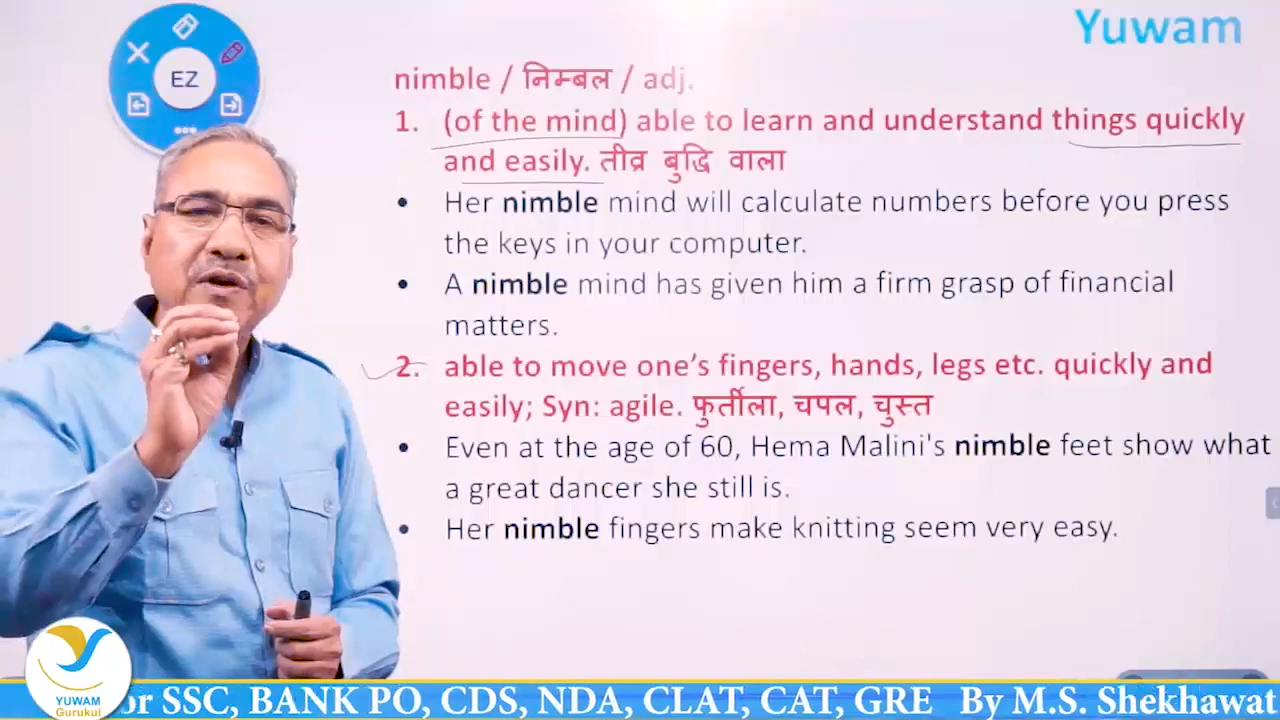 Yuwam
EZ
nimble / निम्बल / adj.
1. (of the mind) able to learn and understand things quickly
and easily. तीव्र बुद्धि वाला
• Her nimble mind will calculate numbers before you press
the keys in your computer.
• A nimble mind has given him a firm grasp of financial
matters.
2. able to move one’s fingers, hands, legs etc. quickly and
easily; Syn: agile. फुर्तीला, चपल, चुस्त
• Even at the age of 60, Hema Malini's nimble feet show what
a great dancer she still is.
• Her nimble fingers make knitting seem very easy.
YUWAM
Gurukul
or SSC, BANK PO, CDS, NDA, CLAT, CAT, GRE By M.S. Shekhawat